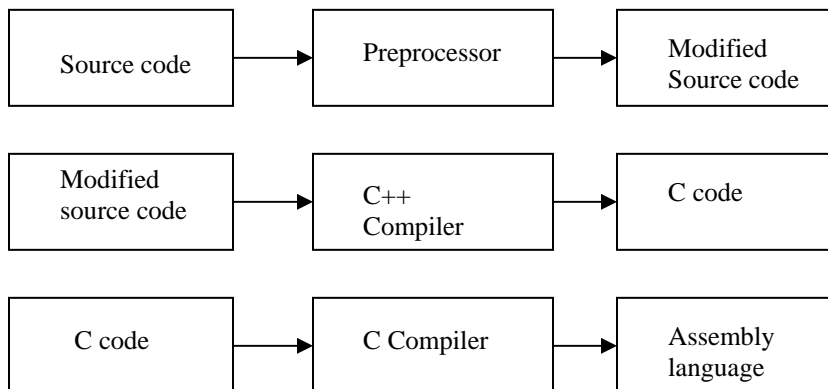 Source code
Preprocessor
Modified
Source code
Modified
source code
C++
Compiler
C code
C code
C Compiler
Assembly
language